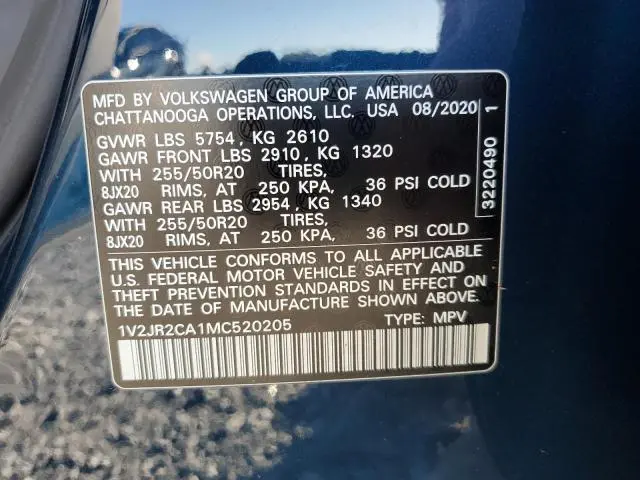 MFD BY VOLKSWAGEN GROUP OF AMERICA
CHATTANOOGA OPERATIONS, LLC, USA 08/2020
GVWR LBS 5754, KG 2610
GAWR FRONT LBS 2910, KG 1320
WITH 255/50R20 TIRES,
8JX20 RIMS, AT 250 KPA, 36 PSI COLD
GAWR REAR LBS 2954, KG 1340
WITH 255/50R20 TIRES,
8JX20 RIMS, AT 250 KPA, 36 PSI COLD
THIS VEHICLE CONFORMS TO ALL APPLICABLE
U.S. FEDERAL MOTOR VEHICLE SAFETY AND
THEFT PREVENTION STANDARDS IN EFFECT ON
THE DATE OF MANUFACTURE SHOWN ABOVE.
1V2JR2CA1MC520205 TYPE: MPV
3220490 1